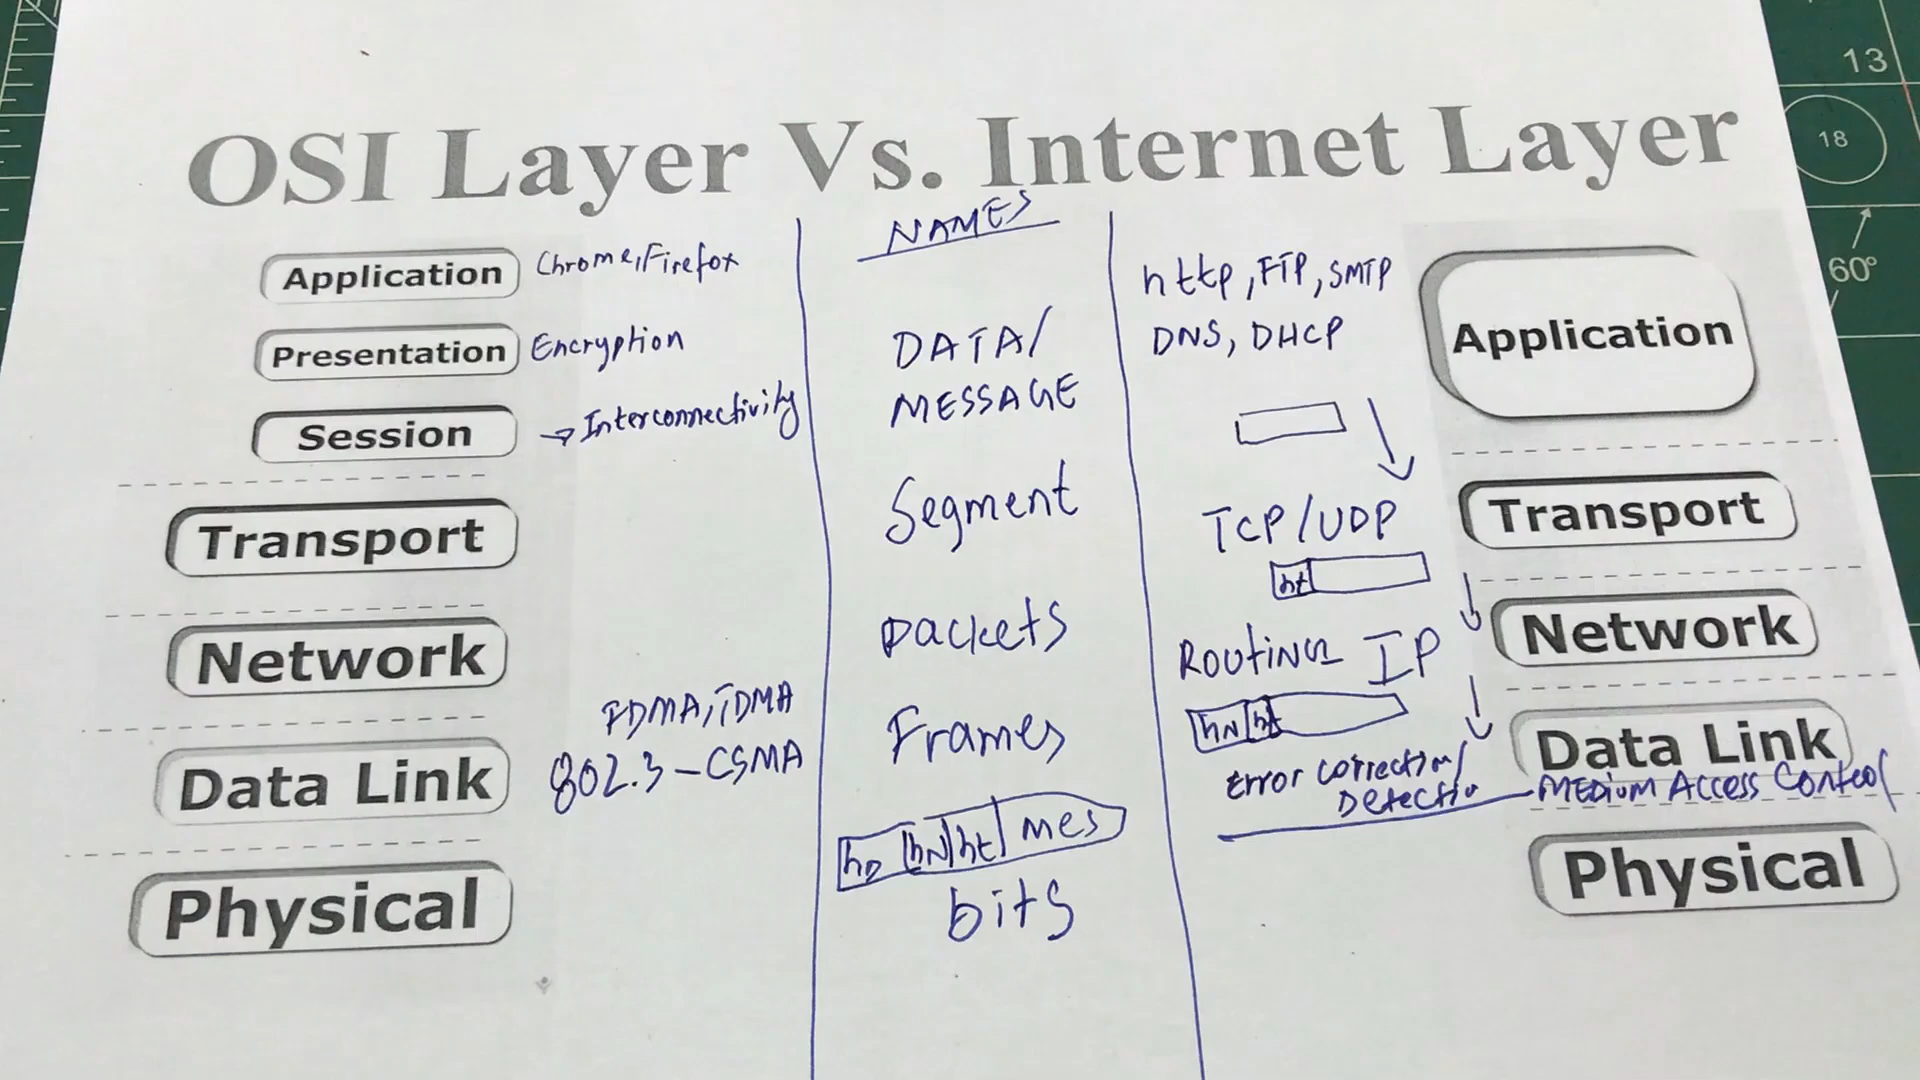 13
18
60°
OSI Layer Vs. Internet Layer
NAMES
Application Chrome, Firefox
Presentation Encryption
Session → Interconnectivity
Transport
Network
FDMA, TDMA
Data Link 802.3 - CSMA
Physical
DATA/
MESSAGE
Segment
Packets
Frames
hD hN ht mes
bits
http, FTP, SMTP
DNS, DHCP
Application
TCP/UDP
Transport
ht
Routing IP
Network
hN ht
Error correction/
Detection
Data Link
MEDIUM ACCESS Control
Physical